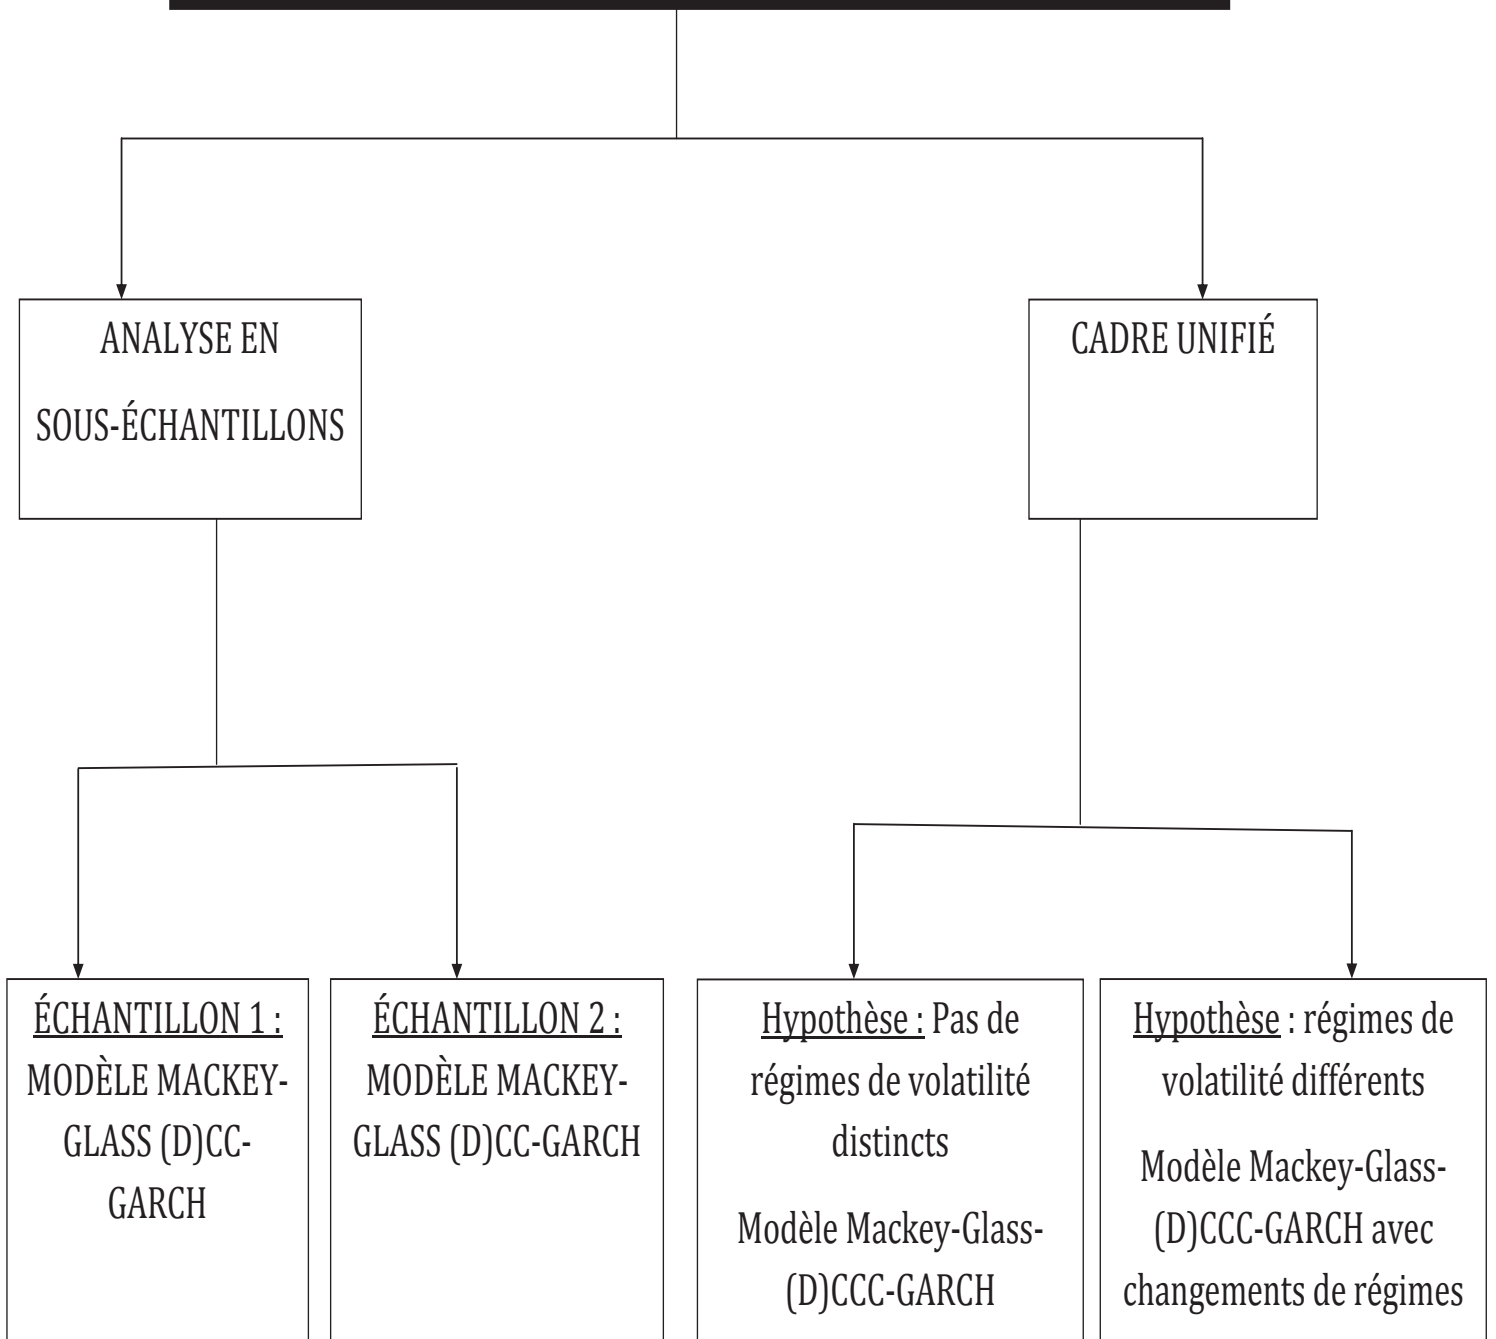 ANALYSE EN
SOUS-ÉCHANTILLONS
CADRE UNIFIÉ
ÉCHANTILLON 1 :
MODÈLE MACKEY-
GLASS (D)CC-
GARCH
ÉCHANTILLON 2 :
MODÈLE MACKEY-
GLASS (D)CC-GARCH
Hypothèse : Pas de
régimes de volatilité
distincts
Modèle Mackey-Glass-
(D)CCC-GARCH
Hypothèse : régimes de
volatilité différents
Modèle Mackey-Glass-
(D)CCC-GARCH avec
changements de régimes